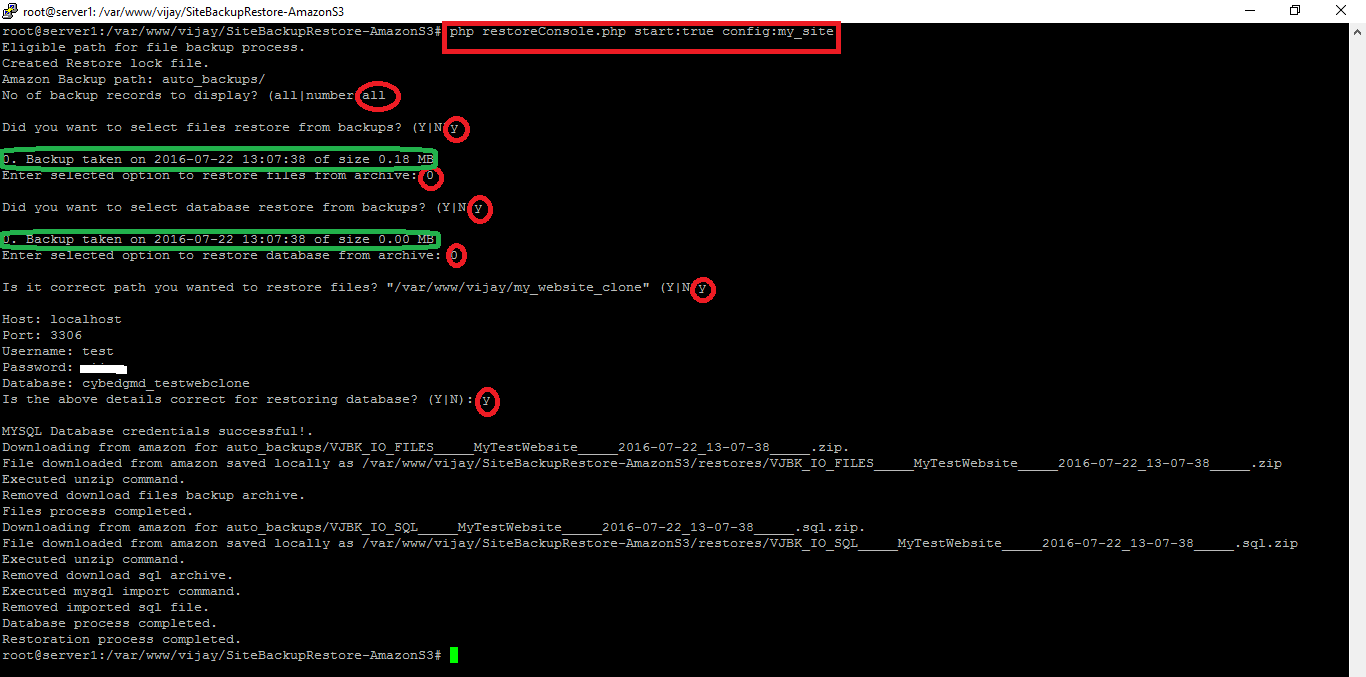 root@server1: /var/www/vijay/SiteBackupRestore-AmazonS3
root@server1:/var/www/vijay/SiteBackupRestore-AmazonS3# php restoreConsole.php start:true config:my_site
Eligible path for file backup process.
Created Restore lock file.
Amazon Backup path: auto_backups/
No of backup records to display? (all|number all
Did you want to select files restore from backups? (Y|N y
0. Backup taken on 2016-07-22 13:07:38 of size 0.18 MB
Enter selected option to restore files from archive: 0
Did you want to select database restore from backups? (Y|N y
0. Backup taken on 2016-07-22 13:07:38 of size 0.00 MB
Enter selected option to restore database from archive: 0
Is it correct path you wanted to restore files? "/var/www/vijay/my_website_clone" (Y|N y
Host: localhost
Port: 3306
Username: test
Password:
Database: cybedgmd_testwebclone
Is the above details correct for restoring database? (Y|N): y
MYSQL Database credentials successful!.
Downloading from amazon for auto_backups/VJBK_IO_FILES_____MyTestWebsite_____2016-07-22_13-07-38_____.zip.
File downloaded from amazon saved locally as /var/www/vijay/SiteBackupRestore-AmazonS3/restores/VJBK_IO_FILES_____MyTestWebsite_____2016-07-22_13-07-38_____.zip
Executed unzip command.
Removed download files backup archive.
Files process completed.
Downloading from amazon for auto_backups/VJBK_IO_SQL_____MyTestWebsite_____2016-07-22_13-07-38_____.sql.zip.
File downloaded from amazon saved locally as /var/www/vijay/SiteBackupRestore-AmazonS3/restores/VJBK_IO_SQL_____MyTestWebsite_____2016-07-22_13-07-38_____.sql.zip
Executed unzip command.
Removed download sql archive.
Executed mysql import command.
Removed imported sql file.
Database process completed.
Restoration process completed.
root@server1:/var/www/vijay/SiteBackupRestore-AmazonS3#